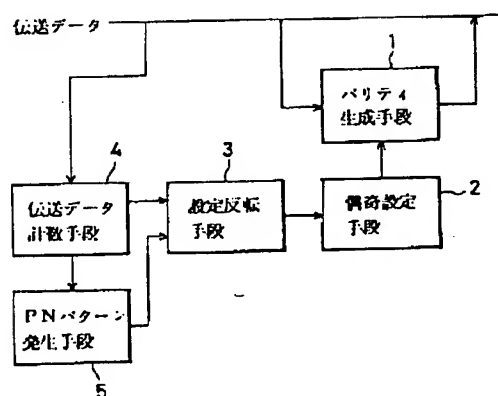 伝送データ
1
パリティ
生成手段
4
3
伝送データ
計数手段
設定反転
手段
偶奇設定
手段
2
PNパターン
発生手段
5